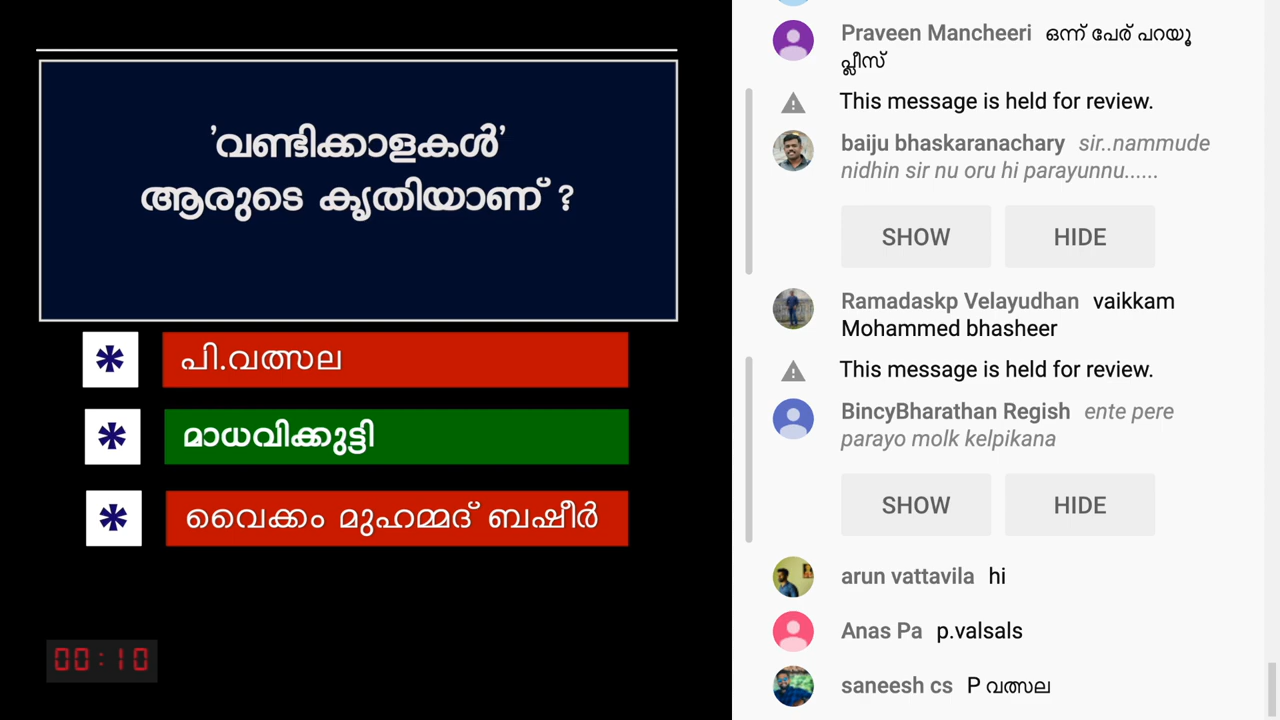 'വണ്ടിക്കാളകൾ'
ആരുടെ കൃതിയാണ് ?
* പി.വത്സല
* മാധവിക്കുട്ടി
* വൈക്കം മുഹമ്മദ് ബഷീർ
00:10
Praveen Mancheeri ഒന്ന് പേര് പറയൂ
പ്ലീസ്
This message is held for review.
baiju bhaskaranachary sir..nammude
nidhin sir nu oru hi parayunnu......
SHOW HIDE
Ramadaskp Velayudhan vaikkam
Mohammed bhasheer
This message is held for review.
BincyBharathan Regish ente pere
parayo molk kelpikana
SHOW HIDE
arun vattavila hi
Anas Pa p.valsals
saneesh cs P വത്സല